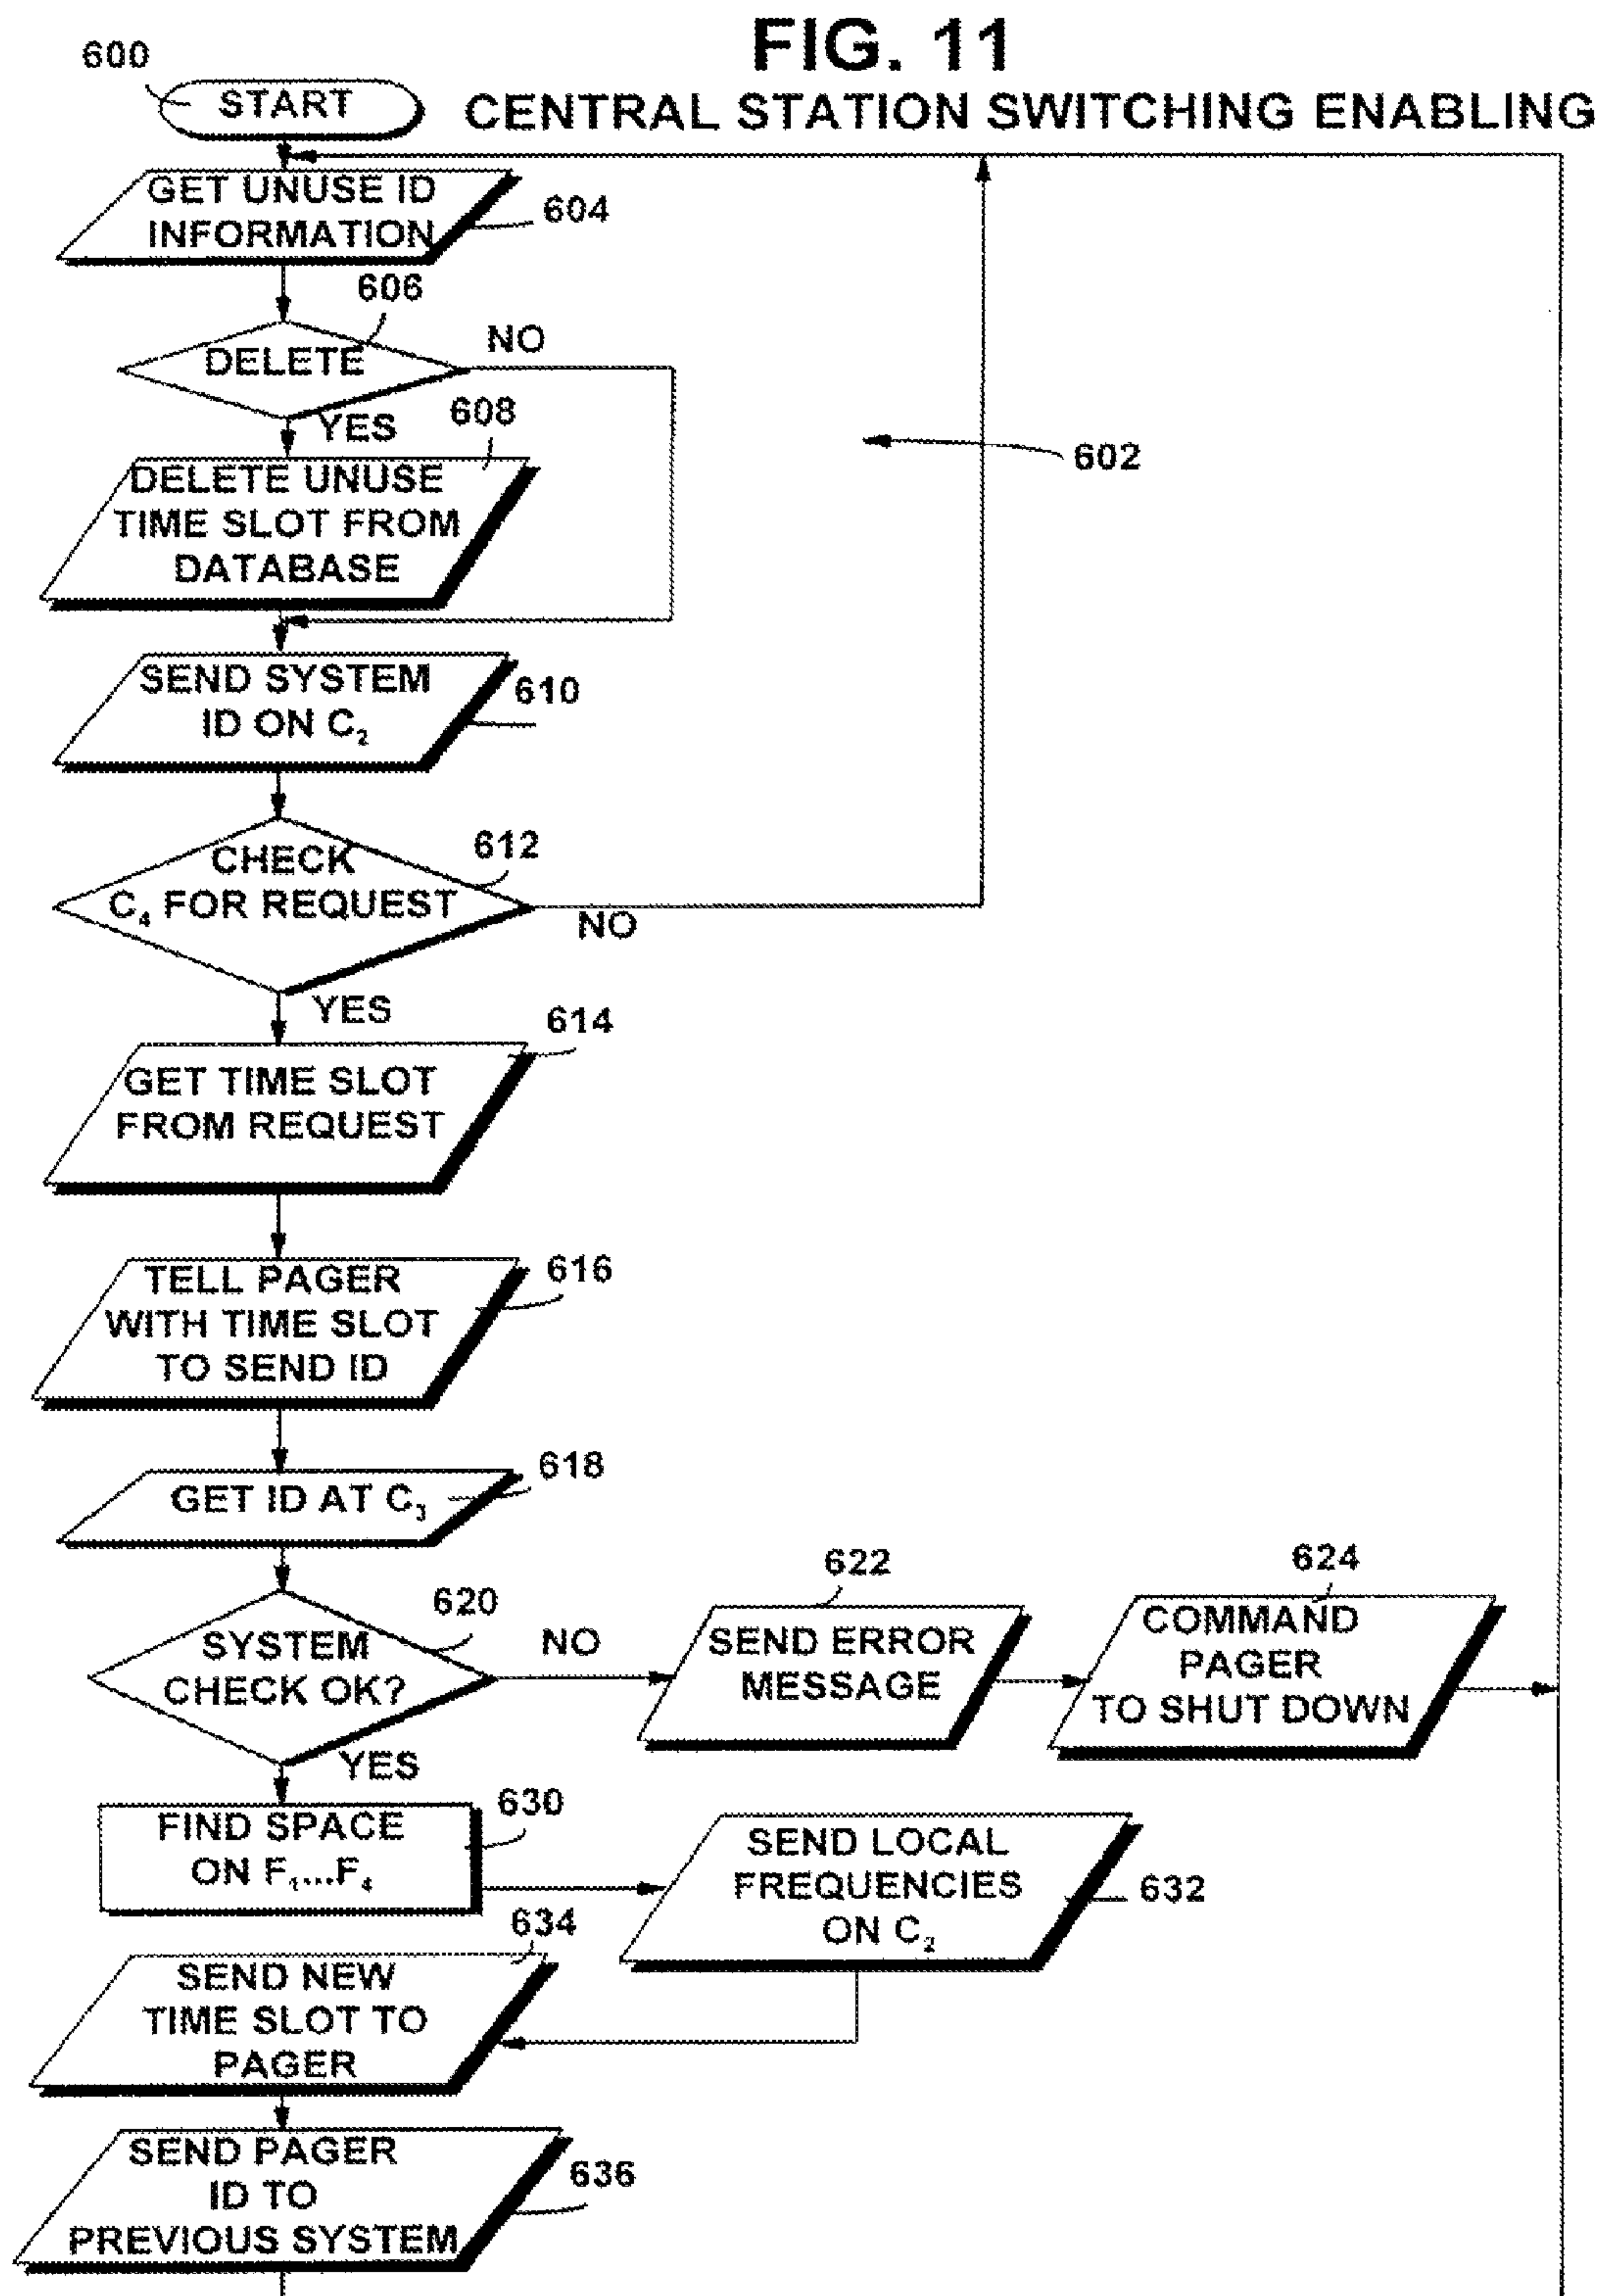 FIG. 11
CENTRAL STATION SWITCHING ENABLING
600
START
GET UNUSE ID
INFORMATION
604
606
DELETE
NO
YES
608
DELETE UNUSE
TIME SLOT FROM
DATABASE
602
SEND SYSTEM
ID ON C₂
610
CHECK
C₄ FOR REQUEST
612
NO
YES
614
GET TIME SLOT
FROM REQUEST
TELL PAGER
WITH TIME SLOT
TO SEND ID
616
GET ID AT C₃
618
620
SYSTEM
CHECK OK?
NO
YES
622
SEND ERROR
MESSAGE
624
COMMAND
PAGER
TO SHUT DOWN
FIND SPACE
ON F₁...F₄
630
SEND LOCAL
FREQUENCIES
ON C₂
632
634
SEND NEW
TIME SLOT TO
PAGER
SEND PAGER
ID TO
PREVIOUS SYSTEM
636